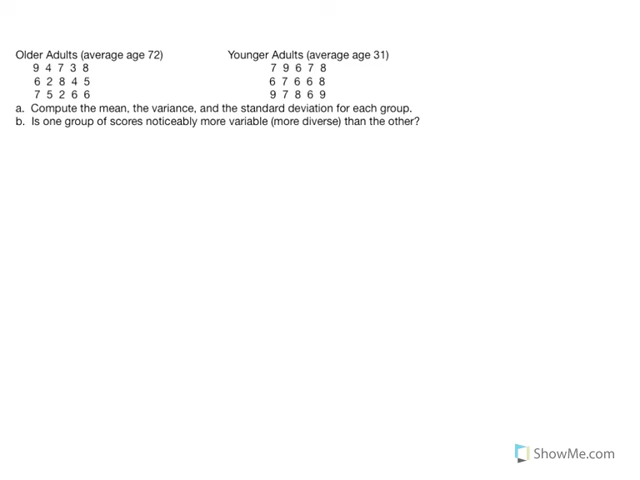 Older Adults (average age 72) Younger Adults (average age 31)
9 4 7 3 8 7 9 6 7 8
6 2 8 4 5 6 7 6 6 8
7 5 2 6 6 9 7 8 6 9
a. Compute the mean, the variance, and the standard deviation for each group.
b. Is one group of scores noticeably more variable (more diverse) than the other?
ShowMe.com